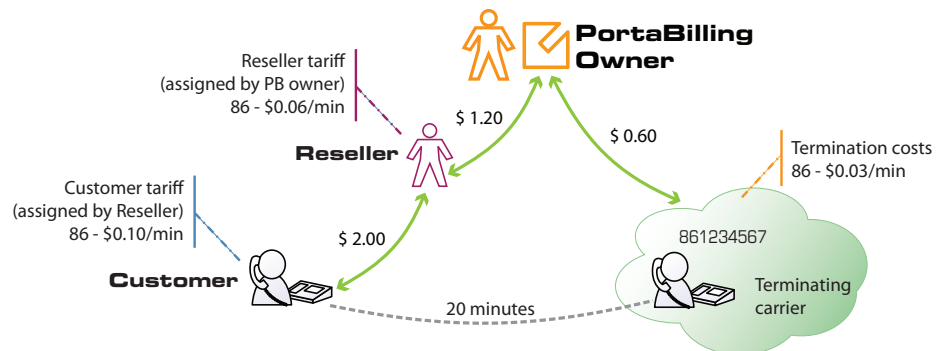 PortaBilling
Owner
Reseller tariff
(assigned by PB owner)
86 - $0.06/min
$ 1.20
$ 0.60
Reseller
Termination costs
86 - $0.03/min
Customer tariff
(assigned by Reseller)
86 - $0.10/min
$ 2.00
861234567
Customer
Terminating
carrier
20 minutes